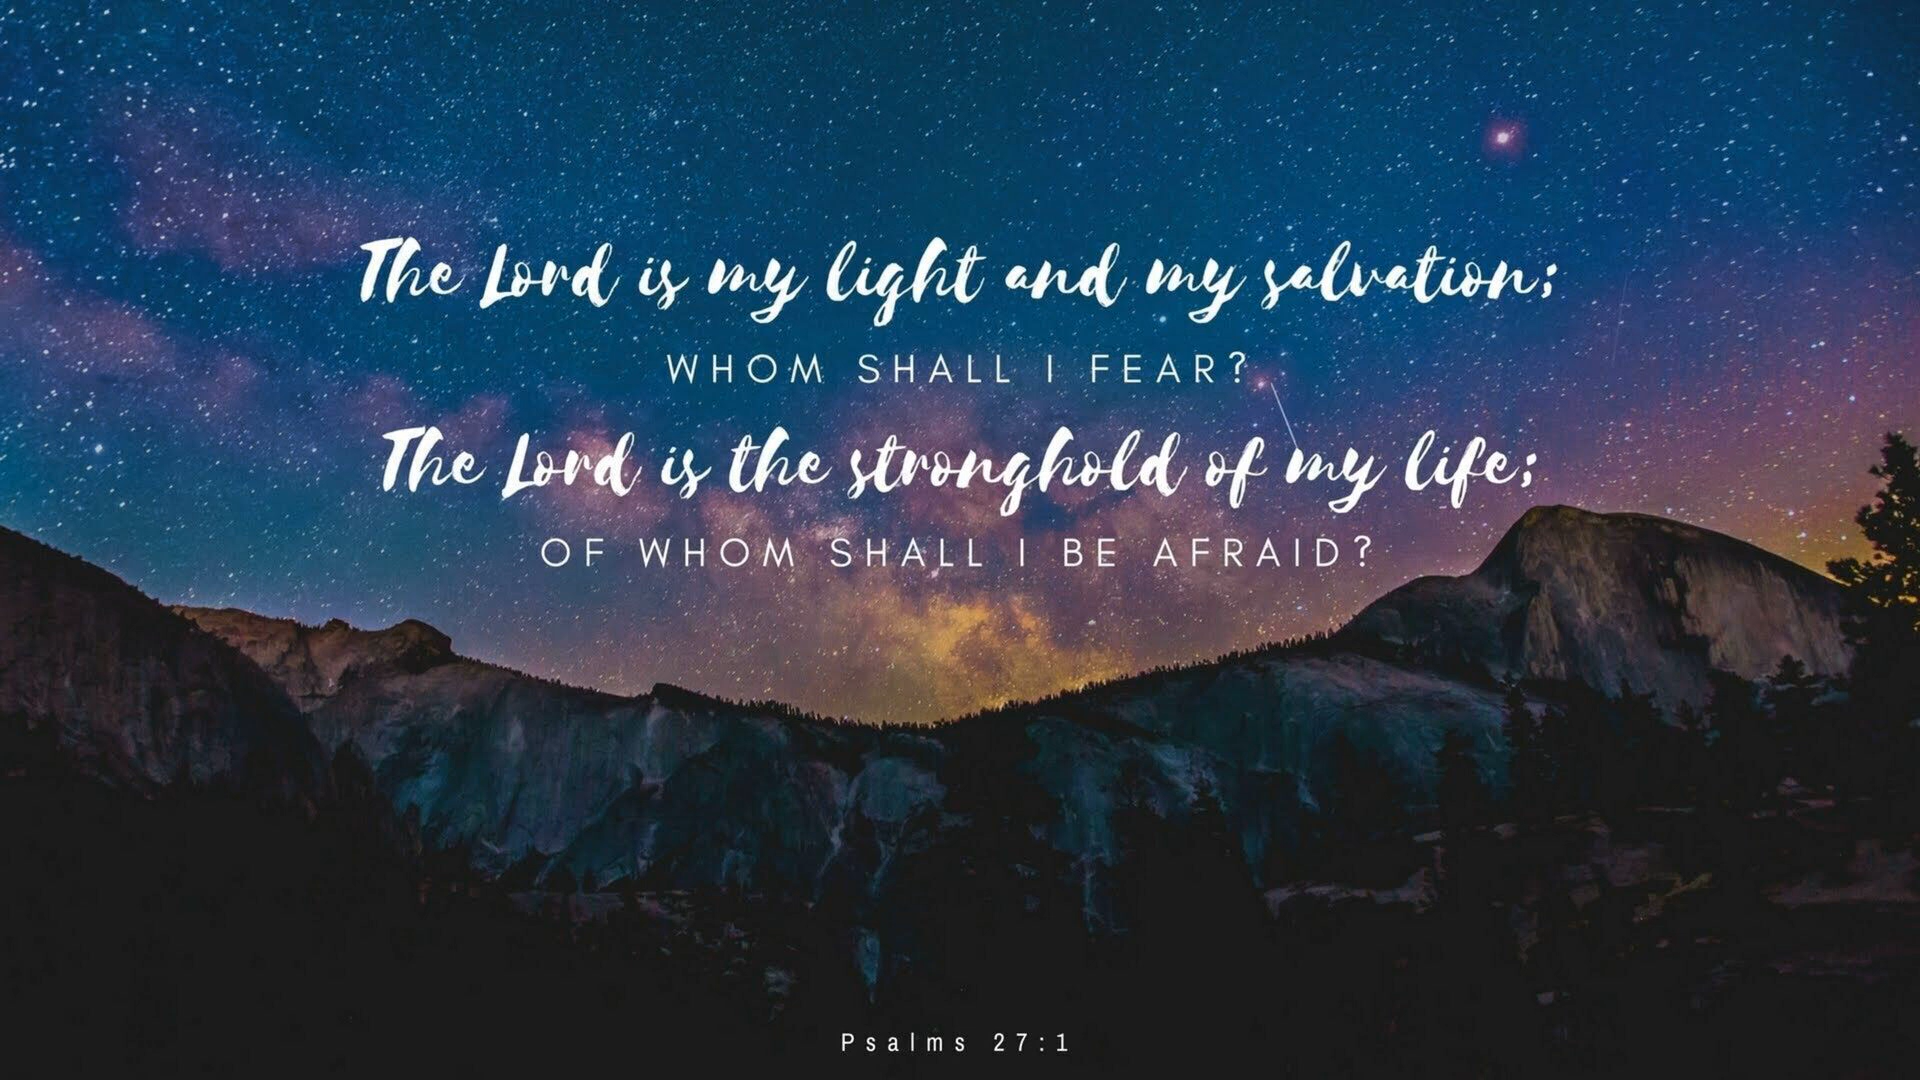 The Lord is my light and my salvation;
WHOM SHALL I FEAR?
The Lord is the stronghold of my life;
OF WHOM SHALL I BE AFRAID?
Psalms 27:1